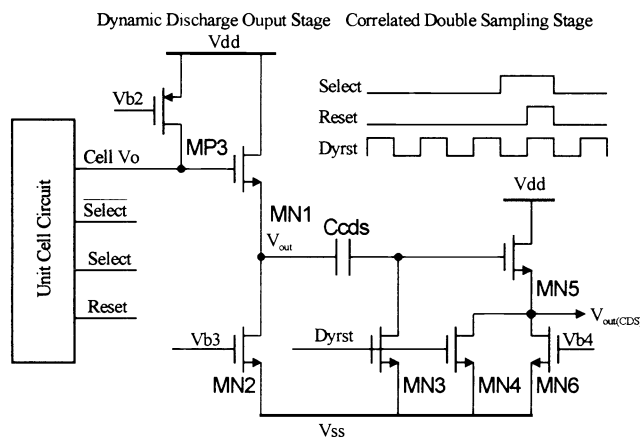 Dynamic Discharge Ouput Stage Correlated Double Sampling Stage
Vdd
Select
Vb2
Reset
Dyrst
MP3
Cell Vo
Vdd
Select
MN1
Ccds
Vout
Unit Cell Circuit
Select
MN5
Vout(CDS
Reset
Vb3
Dyrst
Vb4
MN2
MN3
MN4
MN6
Vss